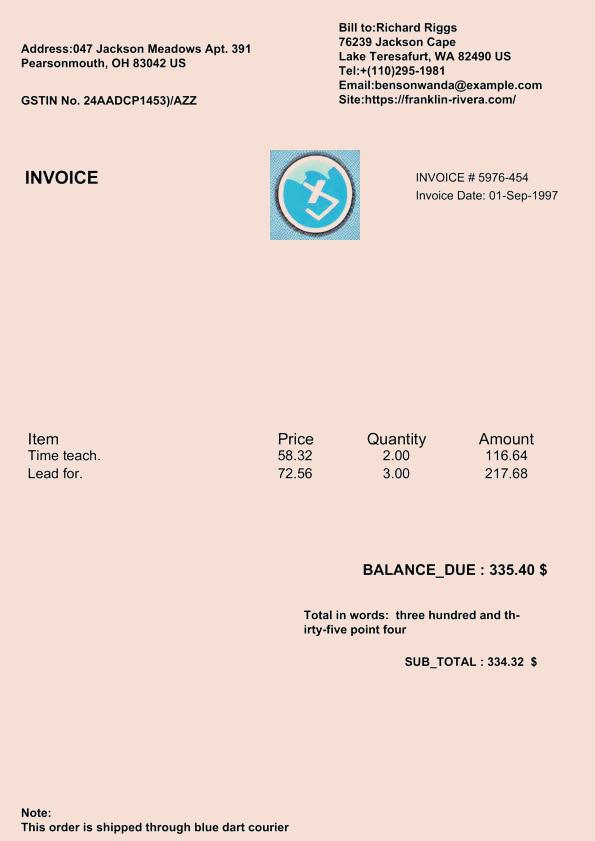 Address:047 Jackson Meadows Apt. 391
Pearsonmouth, OH 83042 US
GSTIN No. 24AADCP1453)/AZZ
Bill to:Richard Riggs
76239 Jackson Cape
Lake Teresafurt, WA 82490 US
Tel:+(110)295-1981
Email:bensonwanda@example.com
Site:https://franklin-rivera.com/
INVOICE
INVOICE # 5976-454
Invoice Date: 01-Sep-1997
Item Price Quantity Amount
Time teach. 58.32 2.00 116.64
Lead for. 72.56 3.00 217.68
BALANCE_DUE : 335.40 $
Total in words: three hundred and th-
irty-five point four
SUB_TOTAL : 334.32 $
Note:
This order is shipped through blue dart courier